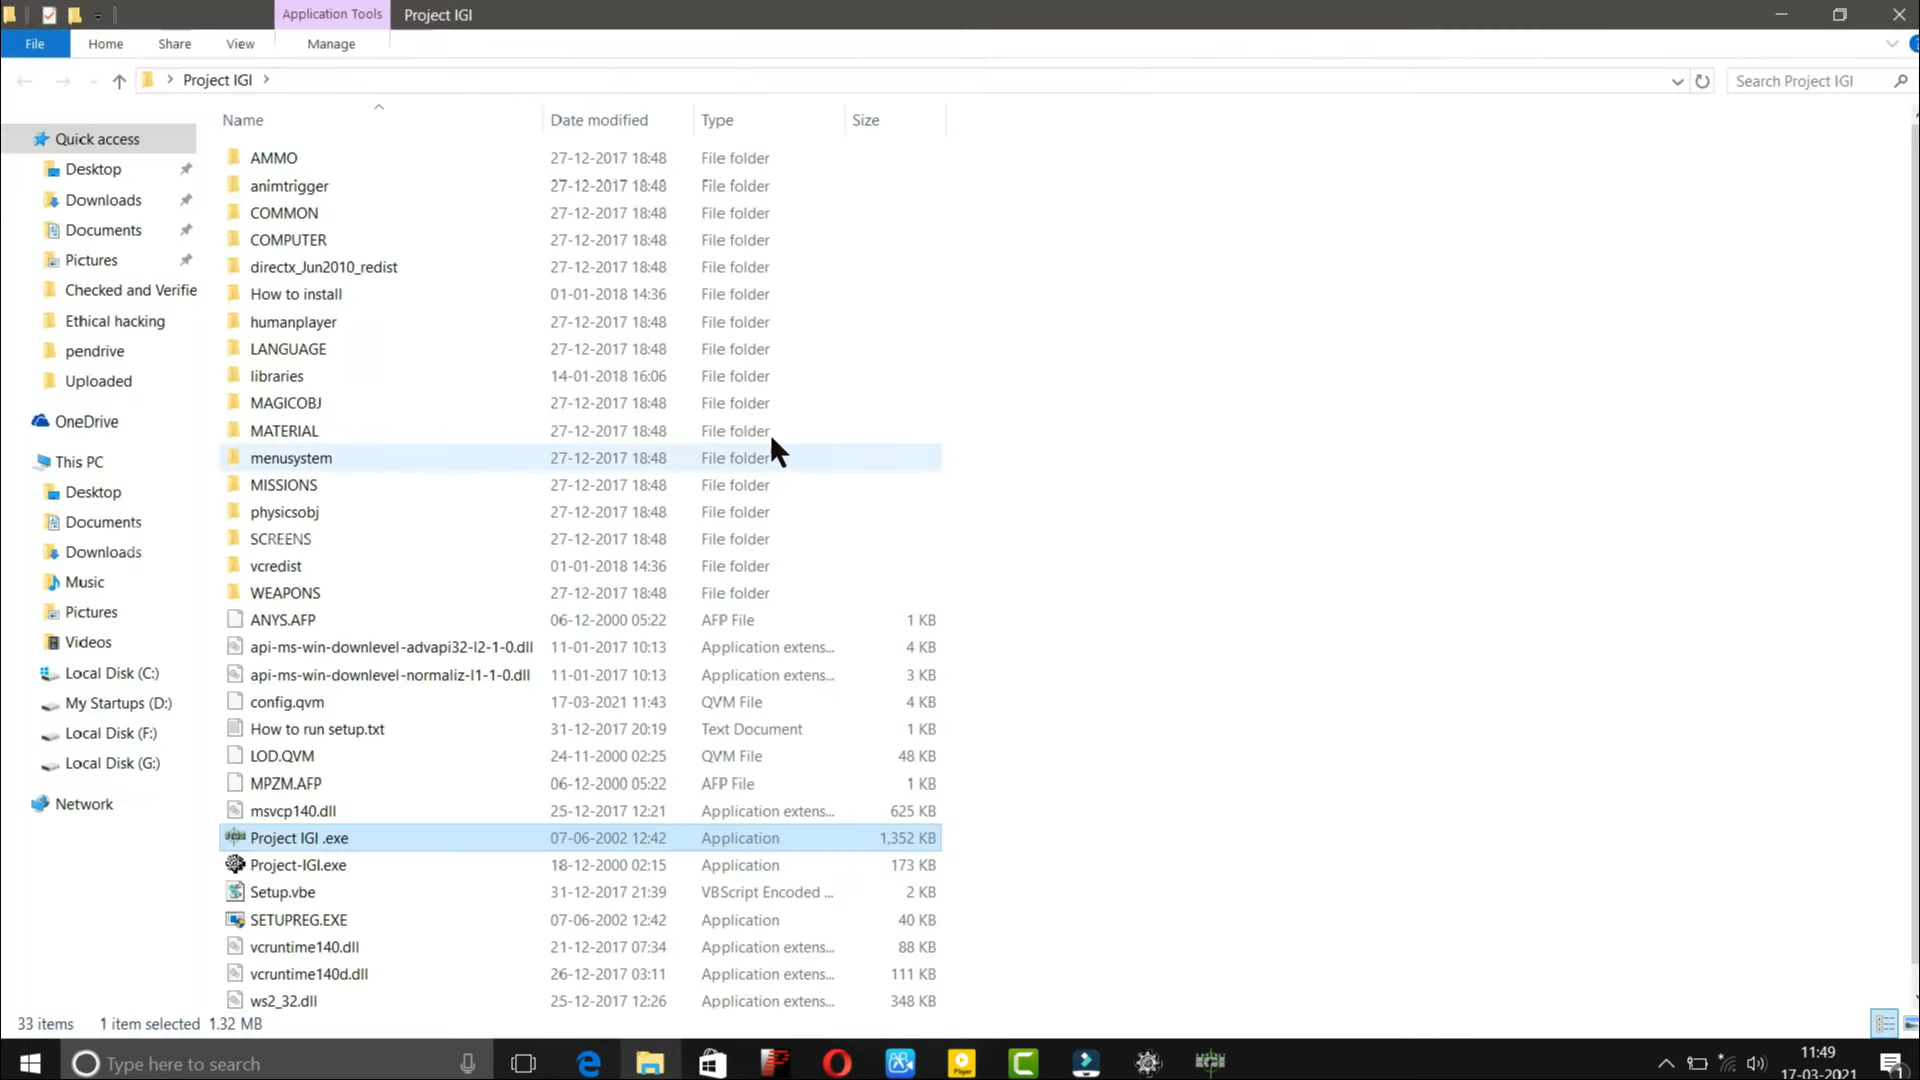 Application Tools Project IGI
File Home Share View Manage
Project IGI
Search Project IGI
Name Date modified Type Size
Quick access
Desktop
Downloads
Documents
Pictures
Checked and Verifie
Ethical hacking
pendrive
Uploaded
OneDrive
This PC
Desktop
Documents
Downloads
Music
Pictures
Videos
Local Disk (C:)
My Startups (D:)
Local Disk (F:)
Local Disk (G:)
Network
AMMO 27-12-2017 18:48 File folder
animtrigger 27-12-2017 18:48 File folder
COMMON 27-12-2017 18:48 File folder
COMPUTER 27-12-2017 18:48 File folder
directx_Jun2010_redist 27-12-2017 18:48 File folder
How to install 01-01-2018 14:36 File folder
humanplayer 27-12-2017 18:48 File folder
LANGUAGE 27-12-2017 18:48 File folder
libraries 14-01-2018 16:06 File folder
MAGICOBJ 27-12-2017 18:48 File folder
MATERIAL 27-12-2017 18:48 File folder
menusystem 27-12-2017 18:48 File folder
MISSIONS 27-12-2017 18:48 File folder
physicsobj 27-12-2017 18:48 File folder
SCREENS 27-12-2017 18:48 File folder
vcredist 01-01-2018 14:36 File folder
WEAPONS 27-12-2017 18:48 File folder
ANYS.AFP 06-12-2000 05:22 AFP File 1 KB
api-ms-win-downlevel-advapi32-l2-1-0.dll 11-01-2017 10:13 Application extens... 4 KB
api-ms-win-downlevel-normaliz-l1-1-0.dll 11-01-2017 10:13 Application extens... 3 KB
config.qvm 17-03-2021 11:43 QVM File 4 KB
How to run setup.txt 31-12-2017 20:19 Text Document 1 KB
LOD.QVM 24-11-2000 02:25 QVM File 48 KB
MPZM.AFP 06-12-2000 05:22 AFP File 1 KB
msvcp140.dll 25-12-2017 12:21 Application extens... 625 KB
Project IGI .exe 07-06-2002 12:42 Application 1,352 KB
Project-IGI.exe 18-12-2000 02:15 Application 173 KB
Setup.vbe 31-12-2017 21:39 VBScript Encoded ... 2 KB
SETUPREG.EXE 07-06-2002 12:42 Application 40 KB
vcruntime140.dll 21-12-2017 07:34 Application extens... 88 KB
vcruntime140d.dll 26-12-2017 03:11 Application extens... 111 KB
ws2_32.dll 25-12-2017 12:26 Application extens... 348 KB
33 items 1 item selected 1.32 MB
Type here to search
11:49
17-03-2021